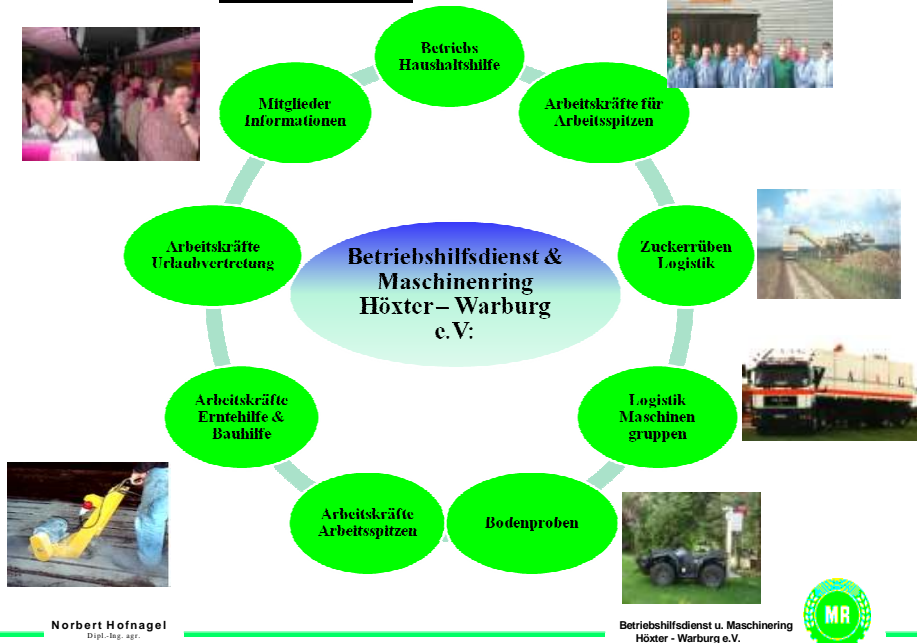 Betriebs
Haushaltshilfe
Arbeitskräfte für
Arbeitsspitzen
Zuckerrüben
Logistik
Logistik
Maschinen
gruppen
Bodenproben
Arbeitskräfte
Arbeitsspitzen
Arbeitskräfte
Erntehilfe &
Bauhilfe
Arbeitskräfte
Urlaubvertretung
Mitglieder
Informationen
Betriebshilfsdienst &
Maschinenring
Höxter – Warburg
e.V:
Norbert Hofnagel
Dipl.-Ing. agr.
Betriebshilfsdienst u. Maschinering
Höxter - Warburg e.V.
MR